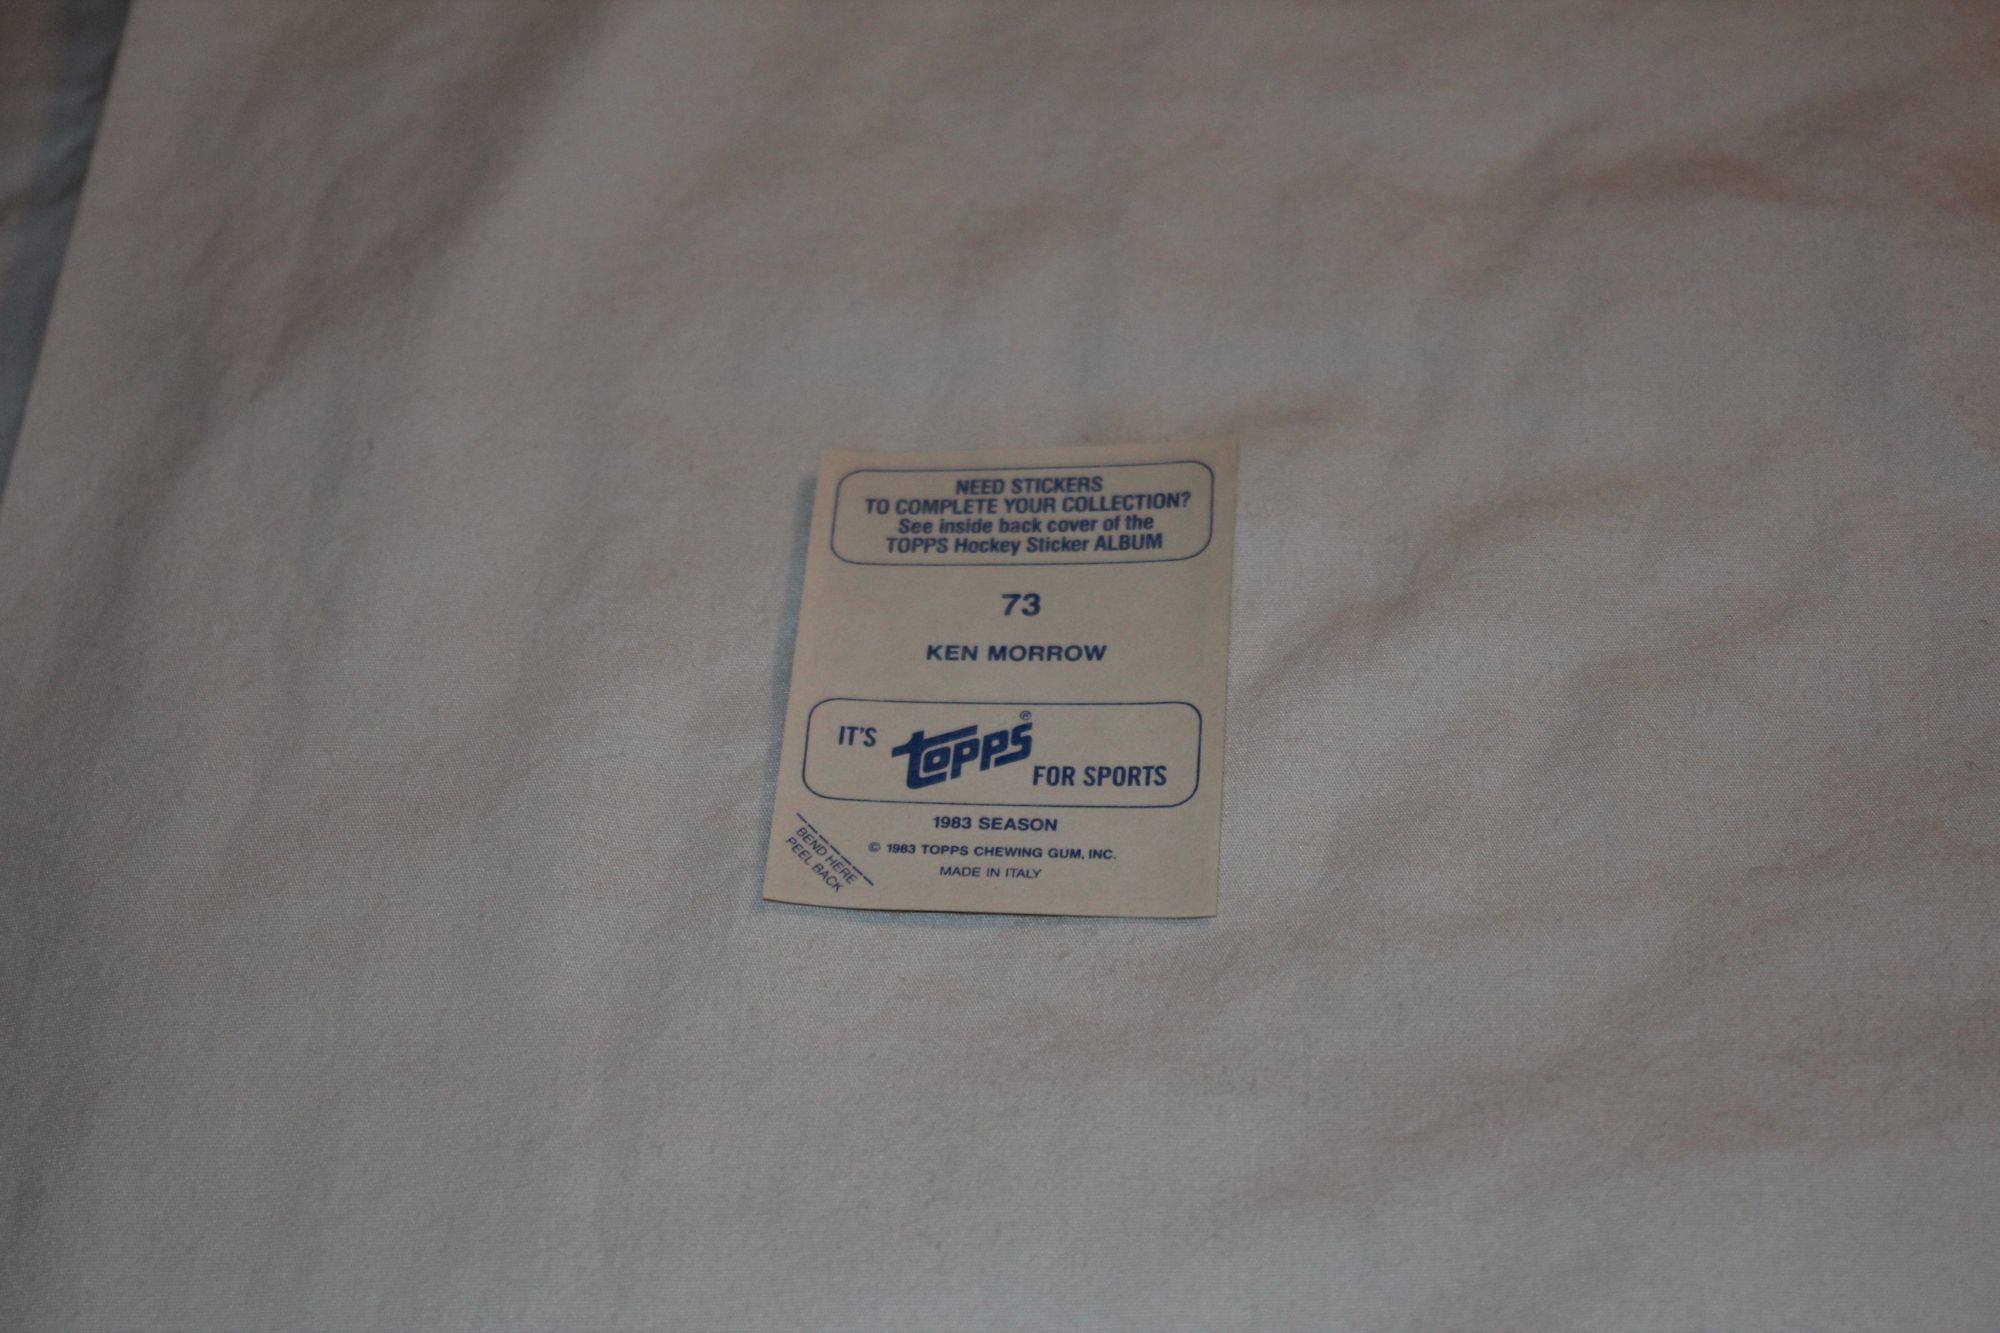 NEED STICKERS
TO COMPLETE YOUR COLLECTION?
See inside back cover of the
TOPPS Hockey Sticker ALBUM
73
KEN MORROW
IT'S topps® FOR SPORTS
1983 SEASON
© 1983 TOPPS CHEWING GUM, INC.
MADE IN ITALY
BEND HERE
PEEL BACK